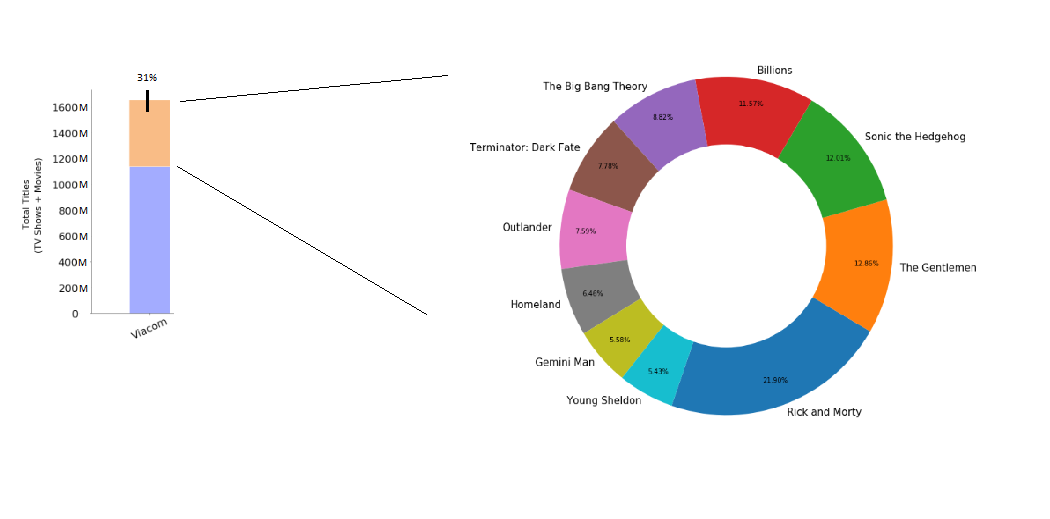 31%
1600M
1400M
1200M
1000M
800M
600M
400M
200M
0
Total Titles
(TV Shows + Movies)
Viacom
Billions
11.57%
The Big Bang Theory
8.82%
Sonic the Hedgehog
12.01%
Terminator: Dark Fate
7.78%
Outlander
7.59%
The Gentlemen
12.86%
Homeland
6.46%
Gemini Man
5.58%
Young Sheldon
5.43%
Rick and Morty
21.90%